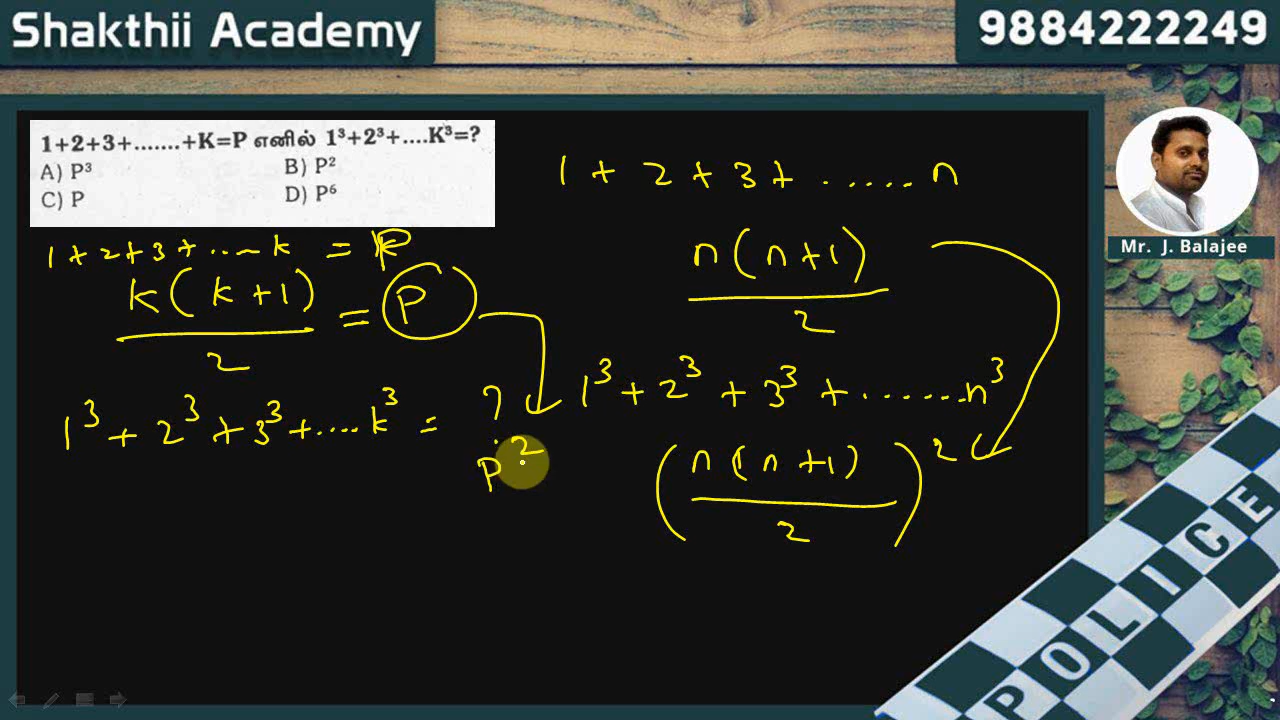 Shakthii Academy
9884222249
1+2+3+.......+K=P எனில் 1³+2³+....K³=?
A) P³ B) P²
C) P D) P⁶
1+2+3+....k = P
k(k+1)/2 = P
1³+2³+3³+....k³ = ?
P²
1+2+3+.....n
n(n+1)
2
1³+2³+3³+......n³
(n(n+1)/2)²
Mr. J. Balajee
POLICE